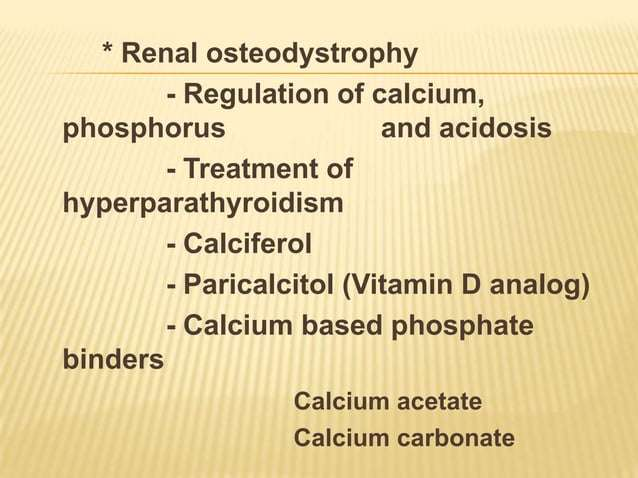 * Renal osteodystrophy
- Regulation of calcium,
phosphorus and acidosis
- Treatment of
hyperparathyroidism
- Calciferol
- Paricalcitol (Vitamin D analog)
- Calcium based phosphate
binders
Calcium acetate
Calcium carbonate